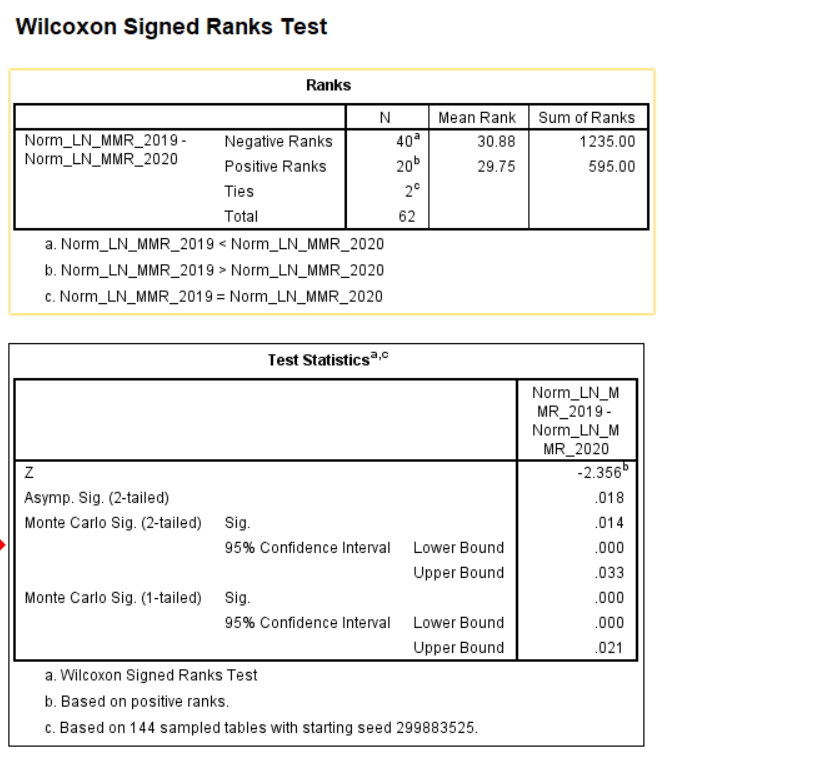 Wilcoxon Signed Ranks Test
Ranks
N Mean Rank Sum of Ranks
Norm_LN_MMR_2019 - Negative Ranks 40a 30.88 1235.00
Norm_LN_MMR_2020 Positive Ranks 20b 29.75 595.00
Ties 2c
Total 62
a. Norm_LN_MMR_2019 < Norm_LN_MMR_2020
b. Norm_LN_MMR_2019 > Norm_LN_MMR_2020
c. Norm_LN_MMR_2019 = Norm_LN_MMR_2020
Test Statisticsa,c
Norm_LN_M
MR_2019 -
Norm_LN_M
MR_2020
Z -2.356b
Asymp. Sig. (2-tailed) .018
Monte Carlo Sig. (2-tailed) Sig. .014
95% Confidence Interval Lower Bound .000
Upper Bound .033
Monte Carlo Sig. (1-tailed) Sig. .000
95% Confidence Interval Lower Bound .000
Upper Bound .021
a. Wilcoxon Signed Ranks Test
b. Based on positive ranks.
c. Based on 144 sampled tables with starting seed 299883525.